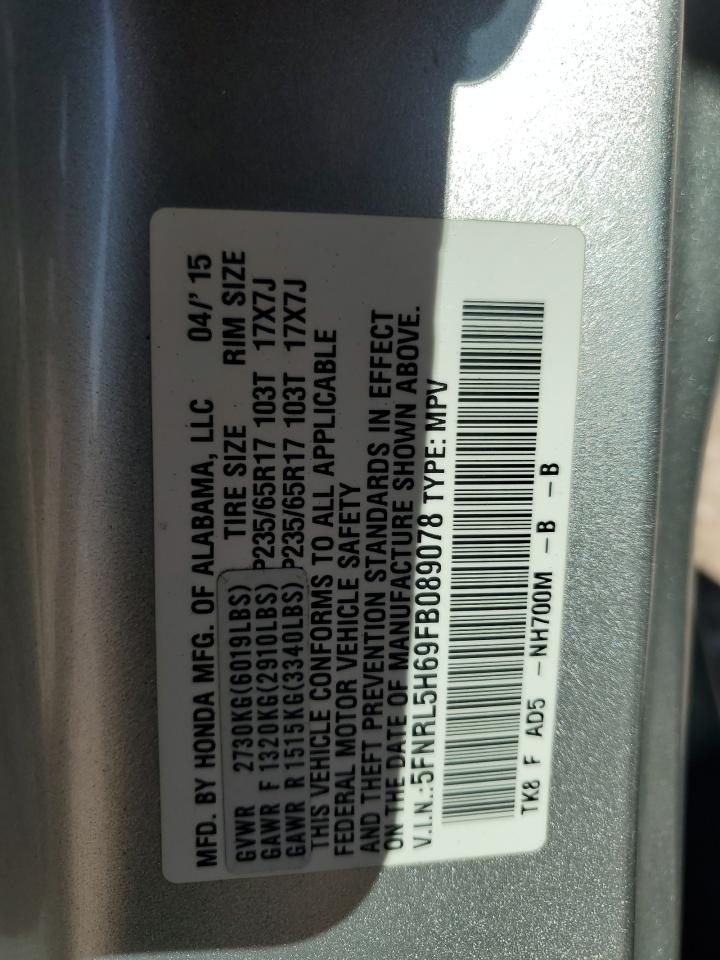 MFD. BY HONDA MFG. OF ALABAMA, LLC 04/' 15
TIRE SIZE RIM SIZE
GVWR 2730KG(6019LBS)
GAWR F 1320KG(2910LBS) P235/65R17 103T 17X7J
GAWR R 1515KG(3340LBS) P235/65R17 103T 17X7J
THIS VEHICLE CONFORMS TO ALL APPLICABLE
FEDERAL MOTOR VEHICLE SAFETY
AND THEFT PREVENTION STANDARDS IN EFFECT
ON THE DATE OF MANUFACTURE SHOWN ABOVE.
V.I.N.:5FNRL5H69FB089078 TYPE: MPV
TK8 F AD5 -NH700M -B -B